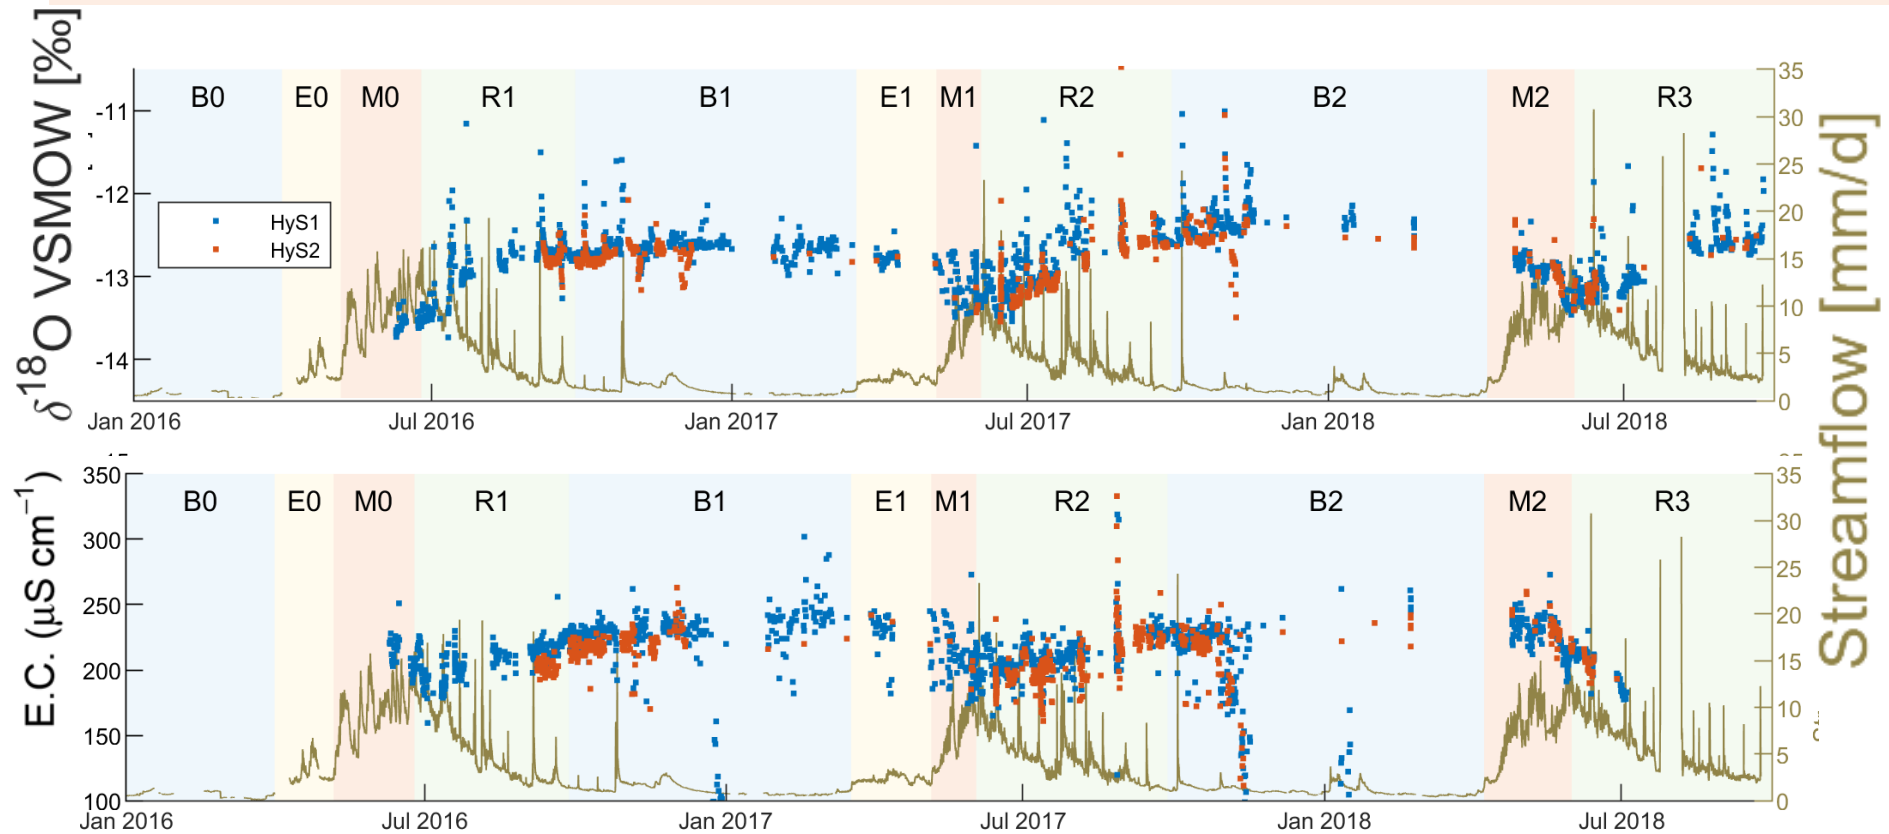 δ18O VSMOW [‰]
-11
-12
-13
-14
B0 E0 M0 R1 B1 E1 M1 R2 B2 M2 R3
HyS1
HyS2
35
30
25
20
15
10
5
0
Jan 2016 Jul 2016 Jan 2017 Jul 2017 Jan 2018 Jul 2018
Streamflow [mm/d]
E.C. (μS cm−1)
350
300
250
200
150
100
B0 E0 M0 R1 B1 E1 M1 R2 B2 M2 R3
35
30
25
20
15
10
5
0
Jan 2016 Jul 2016 Jan 2017 Jul 2017 Jan 2018 Jul 2018